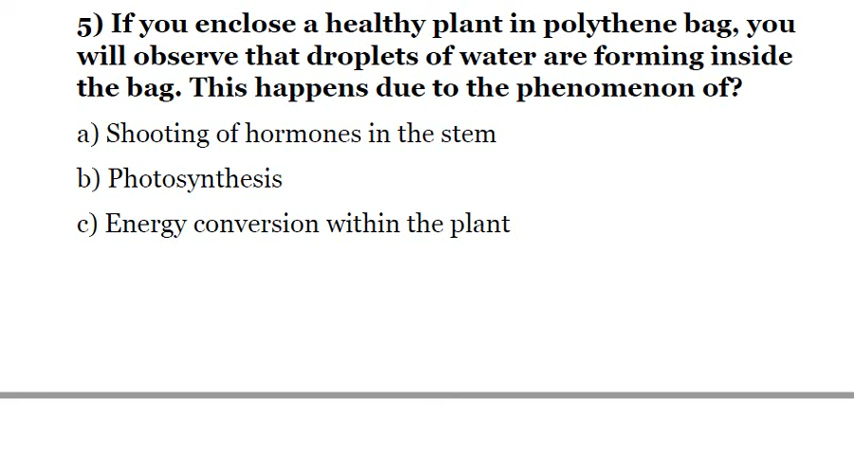 5) If you enclose a healthy plant in polythene bag, you
will observe that droplets of water are forming inside
the bag. This happens due to the phenomenon of?
a) Shooting of hormones in the stem
b) Photosynthesis
c) Energy conversion within the plant